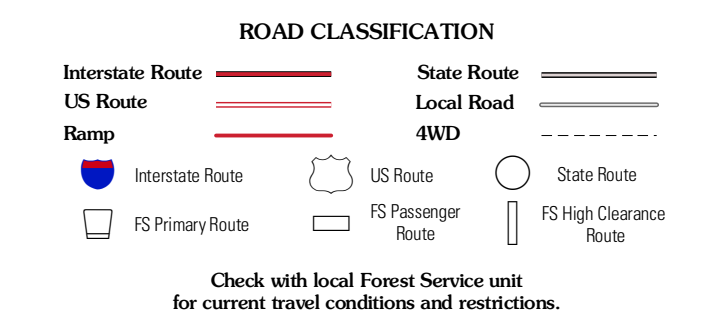 ROAD CLASSIFICATION
Interstate Route
State Route
US Route
Local Road
Ramp
4WD
Interstate Route
US Route
State Route
FS Primary Route
FS Passenger
Route
FS High Clearance
Route
Check with local Forest Service unit
for current travel conditions and restrictions.